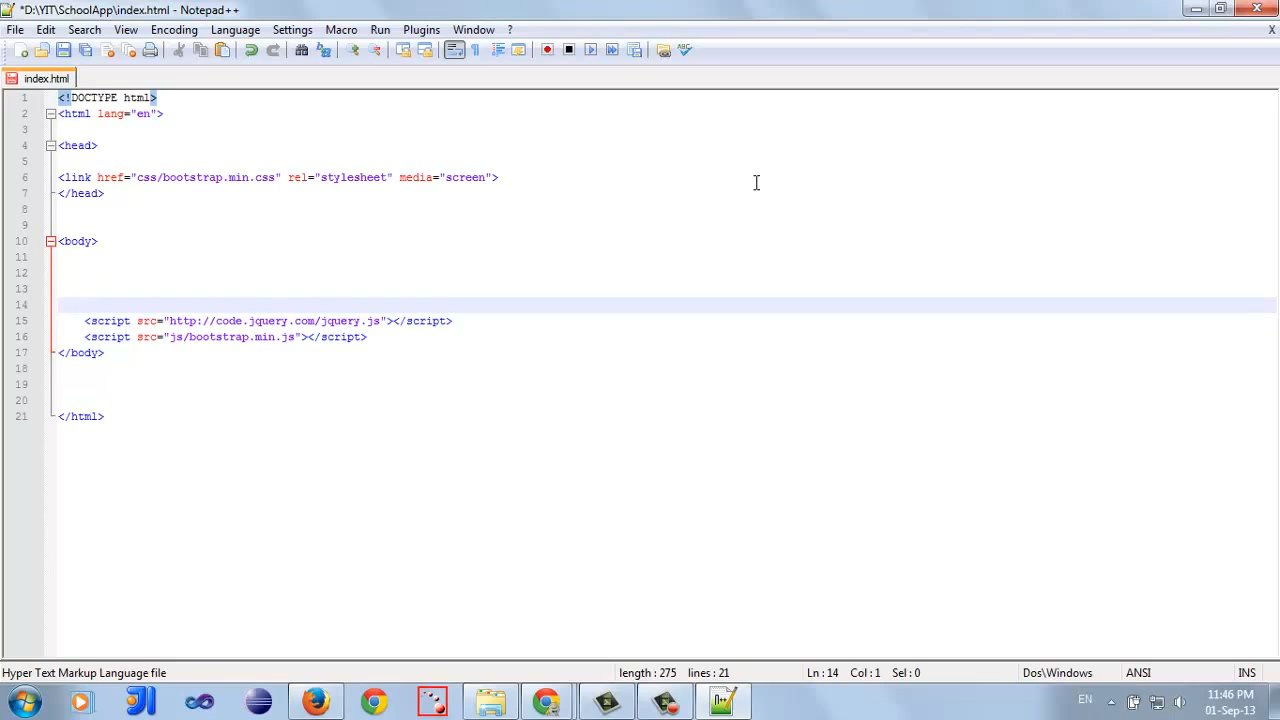 *D:\YIT\SchoolApp\index.html - Notepad++
File Edit Search View Encoding Language Settings Macro Run Plugins Window ? X
index.html
1 <!DOCTYPE html>
2 <html lang="en">
3
4 <head>
5
6 <link href="css/bootstrap.min.css" rel="stylesheet" media="screen">
7 </head>
8
9
10 <body>
11
12
13
14
15 <script src="http://code.jquery.com/jquery.js"></script>
16 <script src="js/bootstrap.min.js"></script>
17 </body>
18
19
20
21 </html>
Hyper Text Markup Language file length : 275 lines : 21 Ln : 14 Col : 1 Sel : 0 Dos\Windows ANSI INS
EN 11:46 PM
01-Sep-13